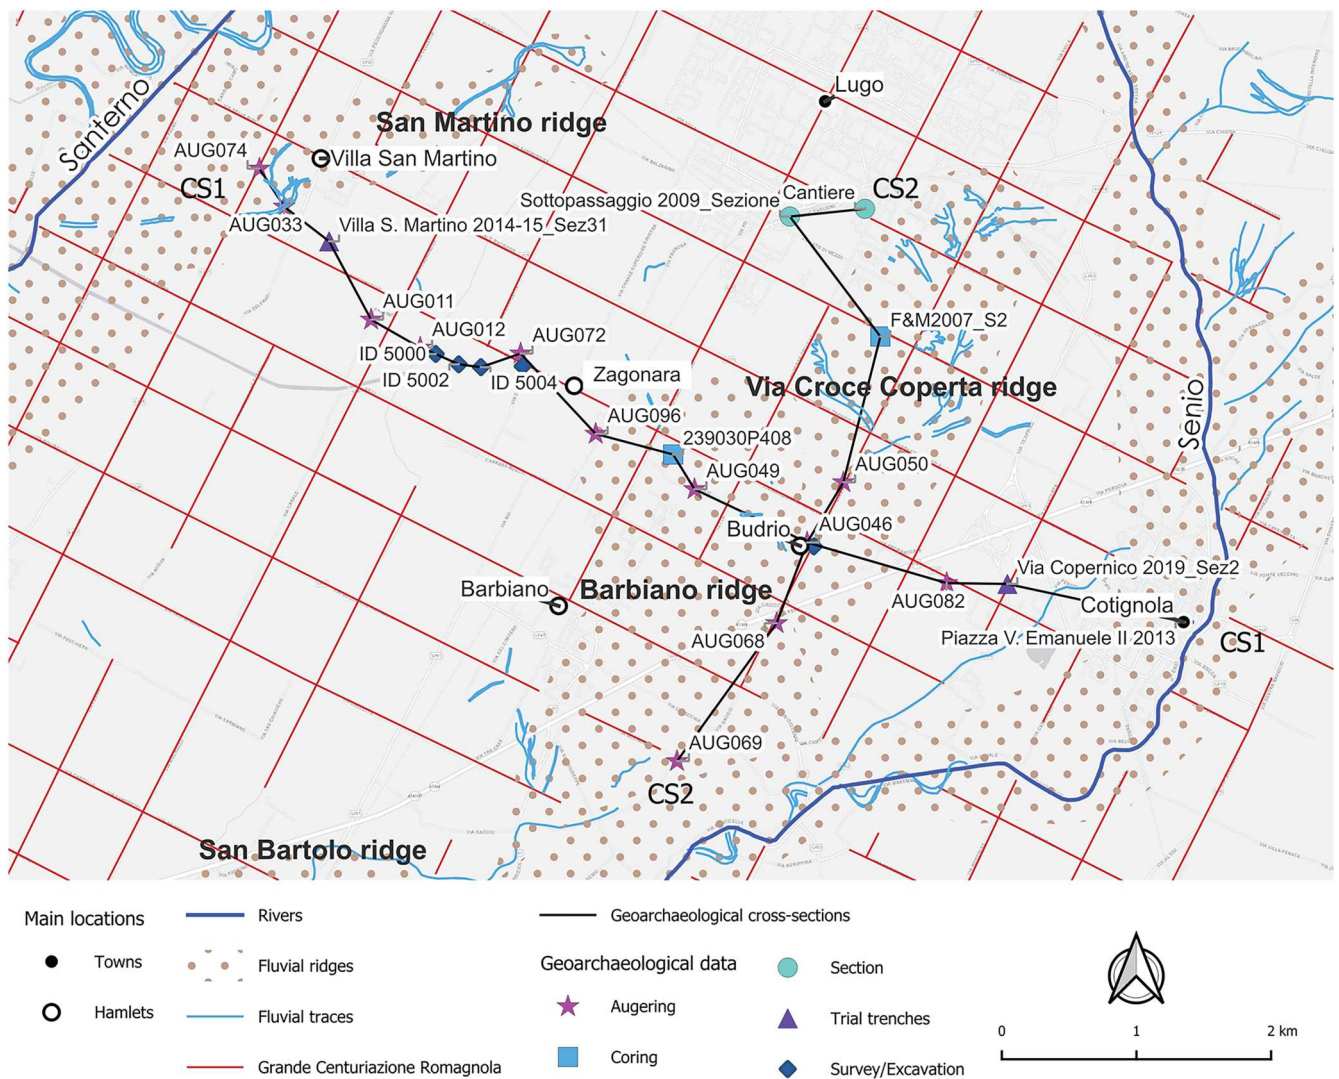 Lugo
Santerno
San Martino ridge
AUG074
Villa San Martino
CS1
Sottopassaggio 2009_Sezione
Cantiere
CS2
AUG033
Villa S. Martino 2014-15_Sez31
AUG011
AUG012
AUG072
F&M2007_S2
ID 5000
ID 5002
ID 5004
Zagonara
Via Croce Coperta ridge
Senio
AUG096
239030P408
AUG049
AUG050
Budrio
AUG046
Via Copernico 2019_Sez2
Barbiano
Barbiano ridge
AUG082
Cotignola
AUG068
Piazza V. Emanuele II 2013
CS1
AUG069
CS2
San Bartolo ridge
Main locations
Towns
Hamlets
Rivers
Fluvial ridges
Fluvial traces
Grande Centuriazione Romagnola
Geoarchaeological cross-sections
Geoarchaeological data
Augering
Coring
Section
Trial trenches
Survey/Excavation
0 1 2 km